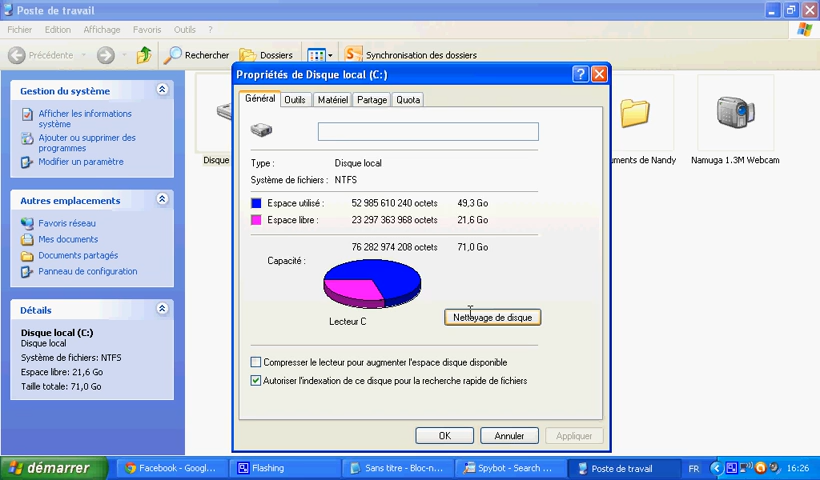 Poste de travail
Fichier Edition Affichage Favoris Outils ?
Précédente Rechercher Dossiers Synchronisation des dossiers
Gestion du système
Afficher les informations
système
Ajouter ou supprimer des
programmes
Modifier un paramètre
Autres emplacements
Favoris réseau
Mes documents
Documents partagés
Panneau de configuration
Détails
Disque local (C:)
Disque local
Système de fichiers: NTFS
Espace libre: 21,6 Go
Taille totale: 71,0 Go
Disque
uments de Nandy
Namuga 1.3M Webcam
Propriétés de Disque local (C:)
?
Général Outils Matériel Partage Quota
Type : Disque local
Système de fichiers : NTFS
Espace utilisé : 52 985 610 240 octets 49,3 Go
Espace libre : 23 297 363 968 octets 21,6 Go
76 282 974 208 octets 71,0 Go
Capacité :
Lecteur C
Nettoyage de disque
Compresser le lecteur pour augmenter l'espace disque disponible
Autoriser l'indexation de ce disque pour la recherche rapide de fichiers
OK Annuler Appliquer
démarrer Facebook - Googl... Flashing Sans titre - Bloc-n... Spybot - Search ... Poste de travail FR 16:26